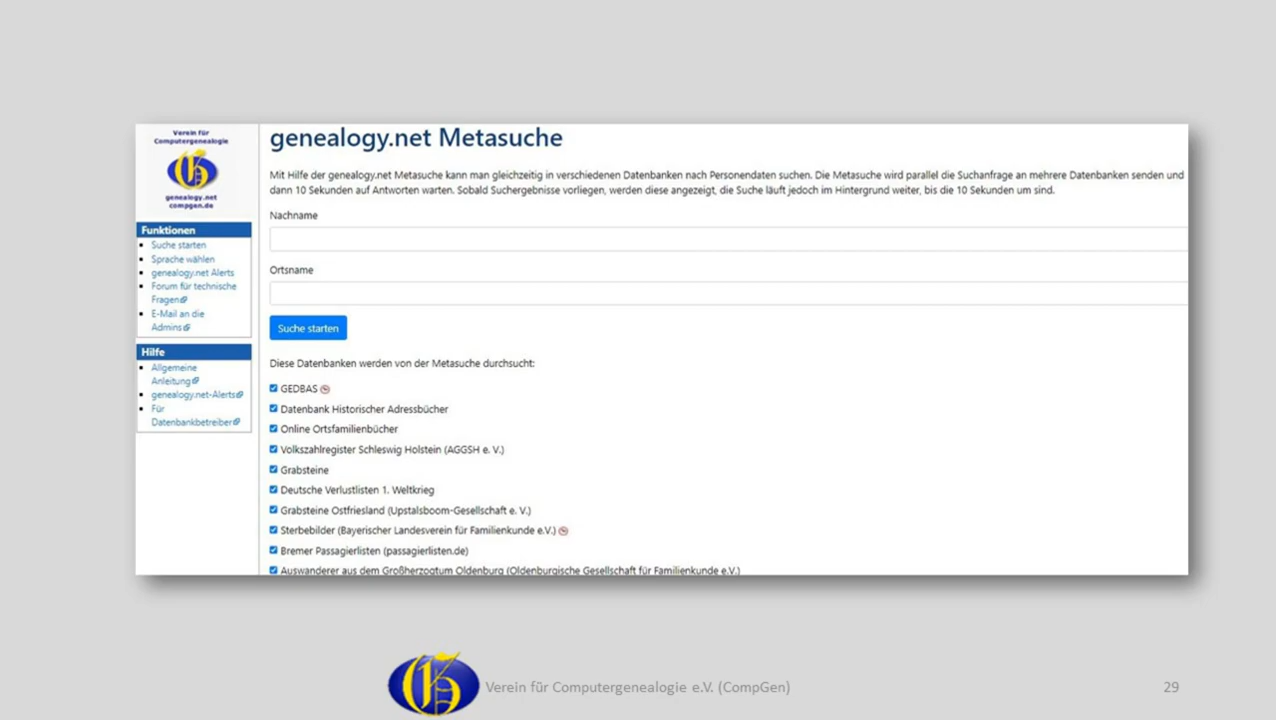 Verein für
Computergenealogie
genealogy.net
compgen.de
Funktionen
Suche starten
Sprache wählen
genealogy.net Alerts
Forum für technische
Fragen
E-Mail an die
Admins
Hilfe
Allgemeine
Anleitung
genealogy.net-Alerts
Für
Datenbankbetreiber
genealogy.net Metasuche
Mit Hilfe der genealogy.net Metasuche kann man gleichzeitig in verschiedenen Datenbanken nach Personendaten suchen. Die Metasuche wird parallel die Suchanfrage an mehrere Datenbanken senden und
dann 10 Sekunden auf Antworten warten. Sobald Suchergebnisse vorliegen, werden diese angezeigt, die Suche läuft jedoch im Hintergrund weiter, bis die 10 Sekunden um sind.
Nachname
Ortsname
Suche starten
Diese Datenbanken werden von der Metasuche durchsucht:
GEDBAS
Datenbank Historischer Adressbücher
Online Ortsfamilienbücher
Volkszahlregister Schleswig Holstein (AGGSH e. V.)
Grabsteine
Deutsche Verlustlisten 1. Weltkrieg
Grabsteine Ostfriesland (Upstalsboom-Gesellschaft e. V.)
Sterbebilder (Bayerischer Landesverein für Familienkunde e.V.)
Bremer Passagierlisten (passagierlisten.de)
Auswanderer aus dem Großherzogtum Oldenburg (Oldenburgische Gesellschaft für Familienkunde e.V.)
Verein für Computergenealogie e.V. (CompGen)
29